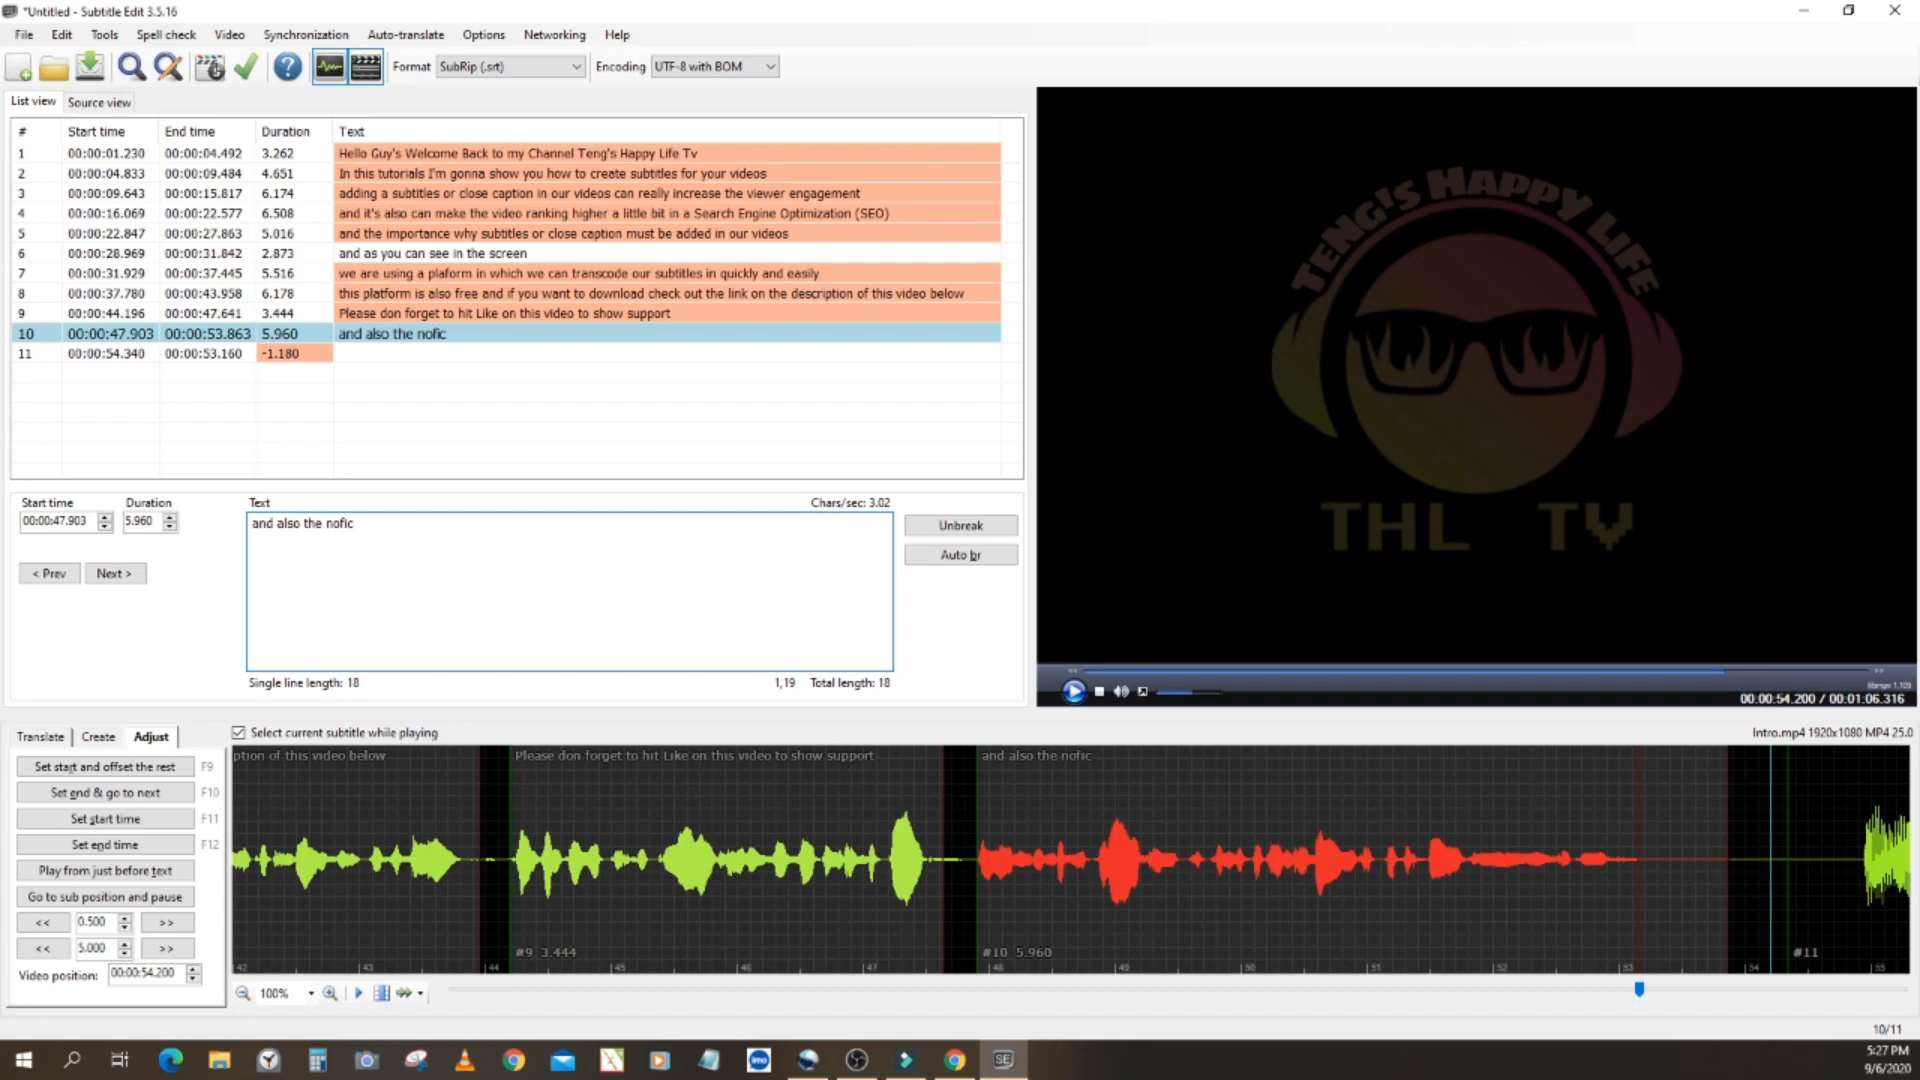 *Untitled - Subtitle Edit 3.5.16
File Edit Tools Spell check Video Synchronization Auto-translate Options Networking Help
Format SubRip (.srt) Encoding UTF-8 with BOM
List view Source view
# Start time End time Duration Text
1 00:00:01.230 00:00:04.492 3.262 Hello Guy's Welcome Back to my Channel Teng's Happy Life Tv
2 00:00:04.833 00:00:09.484 4.651 In this tutorials I'm gonna show you how to create subtitles for your videos
3 00:00:09.643 00:00:15.817 6.174 adding a subtitles or close caption in our videos can really increase the viewer engagement
4 00:00:16.069 00:00:22.577 6.508 and it's also can make the video ranking higher a little bit in a Search Engine Optimization (SEO)
5 00:00:22.847 00:00:27.863 5.016 and the importance why subtitles or close caption must be added in our videos
6 00:00:28.969 00:00:31.842 2.873 and as you can see in the screen
7 00:00:31.929 00:00:37.445 5.516 we are using a plaform in which we can transcode our subtitles in quickly and easily
8 00:00:37.780 00:00:43.958 6.178 this platform is also free and if you want to download check out the link on the description of this video below
9 00:00:44.196 00:00:47.641 3.444 Please don forget to hit Like on this video to show support
10 00:00:47.903 00:00:53.863 5.960 and also the nofic
11 00:00:54.340 00:00:53.160 -1.180
TENG'S HAPPY LIFE
THL TV
Start time Duration Text Chars/sec: 3.02
00:00:47.903 5.960 and also the nofic
Unbreak
Auto br
< Prev Next >
Single line length: 18 1,19 Total length: 18
libmpv 1.109
00:00:54.200 / 00:01:06.316
Translate Create Adjust
Select current subtitle while playing Intro.mp4 1920x1080 MP4 25.0
Set start and offset the rest F9
Set end & go to next F10
Set start time F11
Set end time F12
Play from just before text
Go to sub position and pause
<< 0.500 >>
<< 5.000 >>
Video position: 00:00:54.200
ption of this video below Please don forget to hit Like on this video to show support and also the nofic
#9 3.444 #10 5.960 #11
42 43 44 45 46 47 48 49 50 51 52 53 54 55
100%
10/11
imo
SE
5:27 PM
9/6/2020